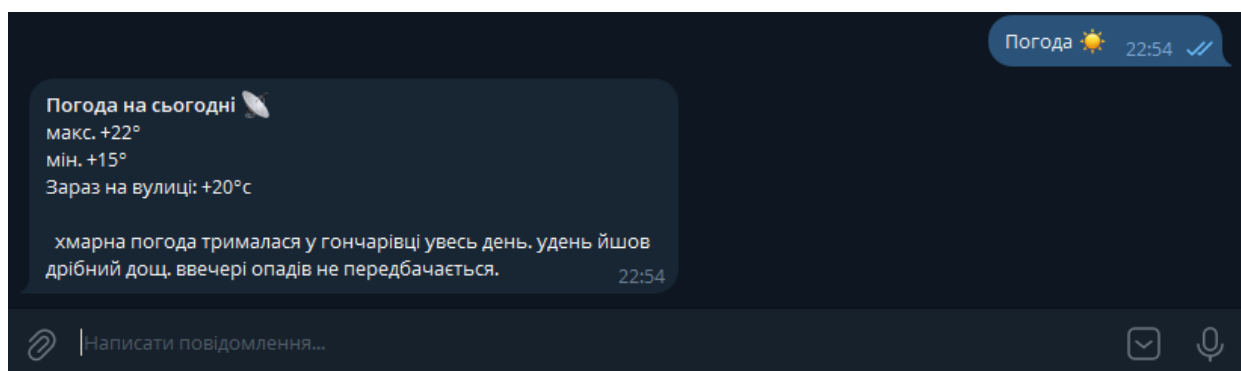 Погода ☀️ 22:54
Погода на сьогодні 📡
макс. +22°
мін. +15°
Зараз на вулиці: +20°с
хмарна погода трималася у гончарівці увесь день. удень йшов
дрібний дощ. ввечері опадів не передбачається. 22:54
Написати повідомлення...